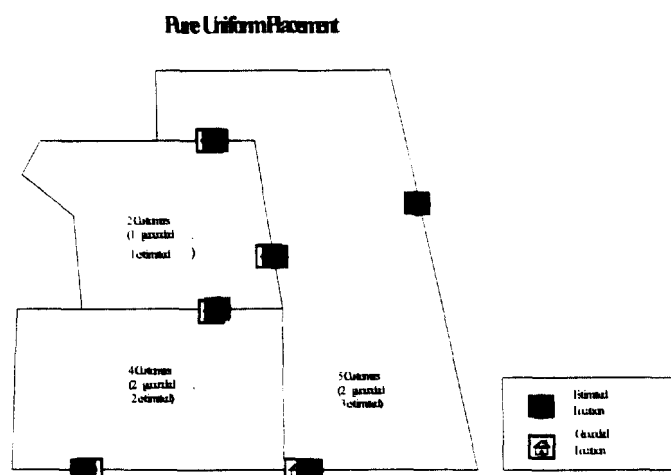 Pure Uniform Placement
2 Customers
(1 geocoded
1 estimated )
4 Customers
(2 geocoded
2 estimated)
5 Customers
(2 geocoded
3 estimated)
Estimated
Location
Geocoded
Location